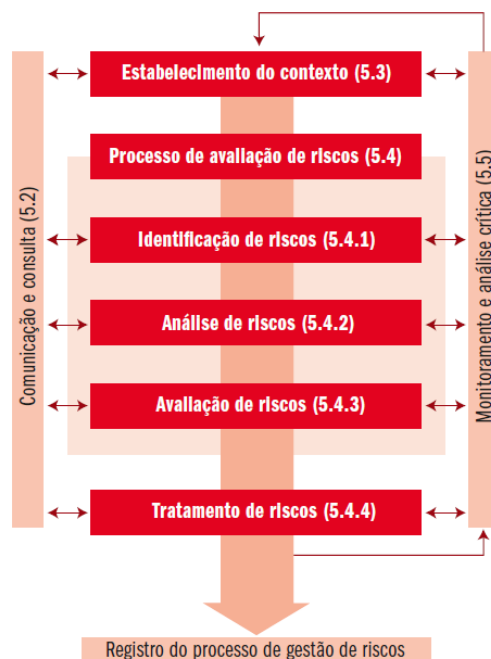 Estabelecimento do contexto (5.3)
Processo de avaliação de riscos (5.4)
Identificação de riscos (5.4.1)
Análise de riscos (5.4.2)
Avaliação de riscos (5.4.3)
Tratamento de riscos (5.4.4)
Comunicação e consulta (5.2)
Monitoramento e análise crítica (5.5)
Registro do processo de gestão de riscos